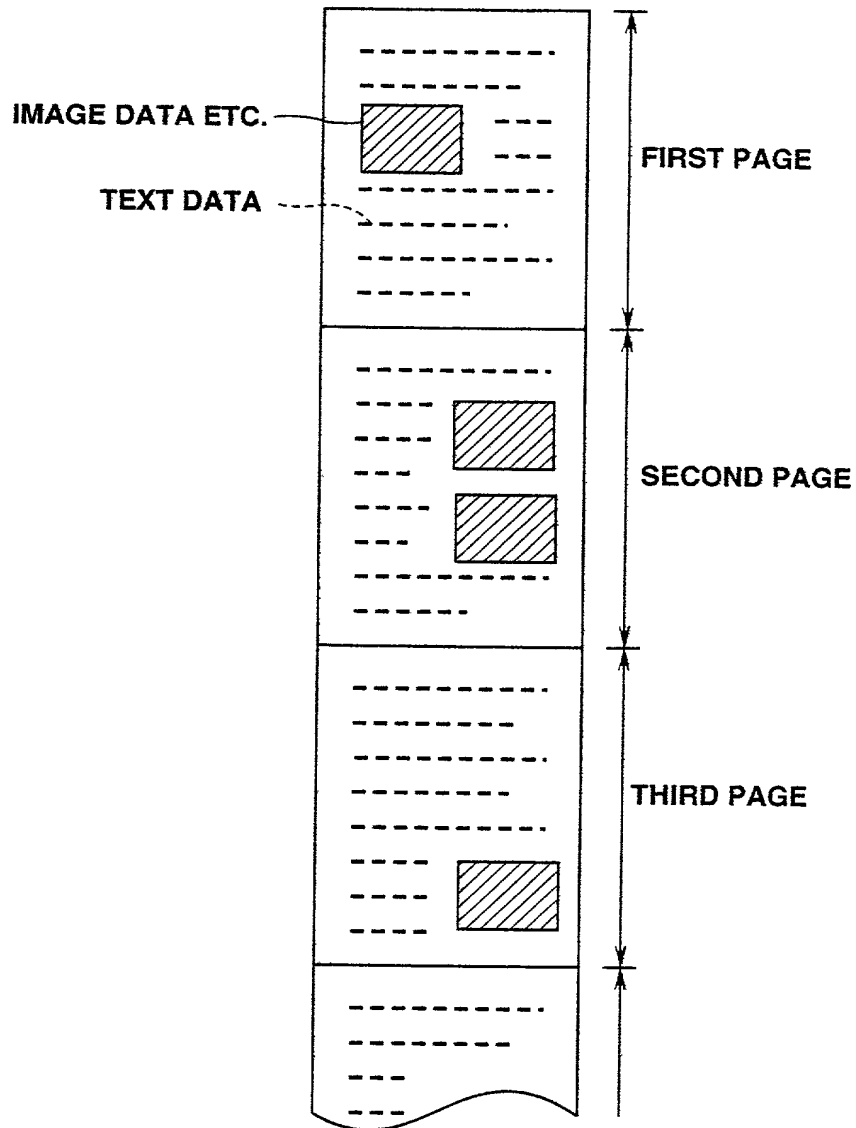 IMAGE DATA ETC.
FIRST PAGE
TEXT DATA
SECOND PAGE
THIRD PAGE